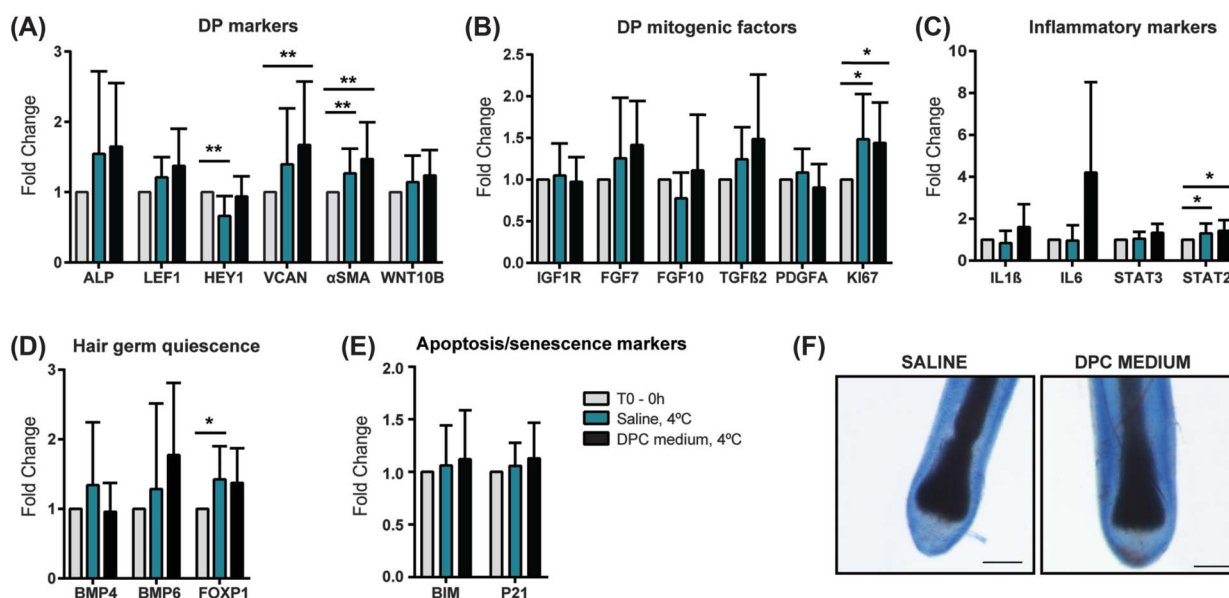 (A)
DP markers
Fold Change
3
2
1
0
**
**
**
**
ALP LEF1 HEY1 VCAN αSMA WNT10B
(B)
DP mitogenic factors
Fold Change
2.5
2.0
1.5
1.0
0.5
0.0
*
*
IGF1R FGF7 FGF10 TGFß2 PDGFA KI67
(C)
Inflammatory markers
Fold Change
10
8
6
4
2
0
*
*
IL1ß IL6 STAT3 STAT2
(D)
Hair germ quiescence
Fold Change
3
2
1
0
*
BMP4 BMP6 FOXP1
(E)
Apoptosis/senescence markers
Fold Change
2.0
1.5
1.0
0.5
0.0
BIM P21
T0 - 0h
Saline, 4ºC
DPC medium, 4ºC
(F)
SALINE DPC MEDIUM